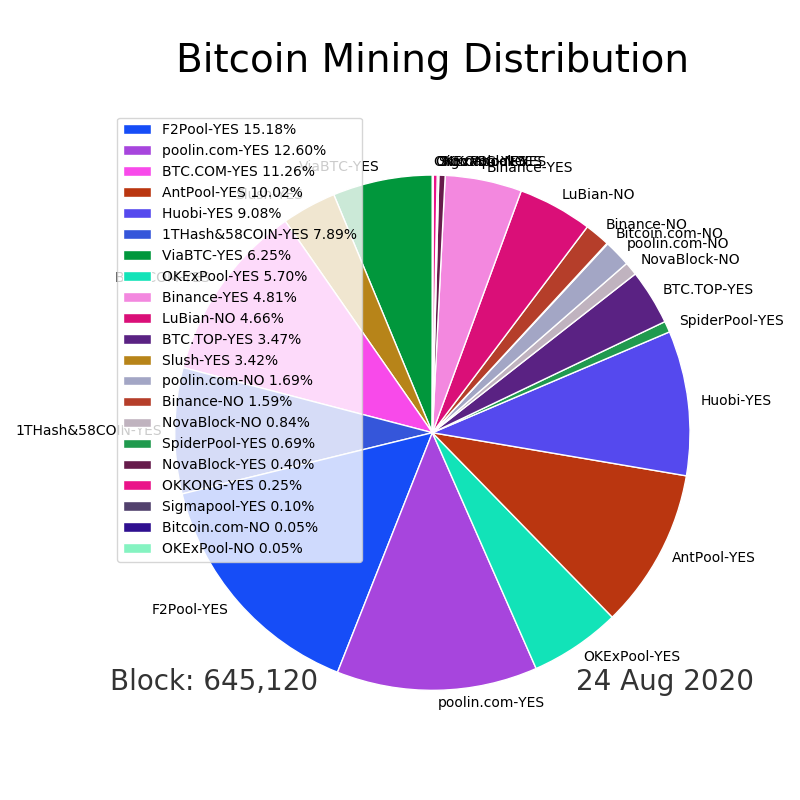 Bitcoin Mining Distribution
F2Pool-YES 15.18%
poolin.com-YES 12.60%
BTC.COM-YES 11.26%
AntPool-YES 10.02%
Huobi-YES 9.08%
1THash&58COIN-YES 7.89%
ViaBTC-YES 6.25%
OKExPool-YES 5.70%
Binance-YES 4.81%
LuBian-NO 4.66%
BTC.TOP-YES 3.47%
Slush-YES 3.42%
poolin.com-NO 1.69%
Binance-NO 1.59%
NovaBlock-NO 0.84%
SpiderPool-YES 0.69%
NovaBlock-YES 0.40%
OKKONG-YES 0.25%
Sigmapool-YES 0.10%
Bitcoin.com-NO 0.05%
OKExPool-NO 0.05%
ViaBTC-YES
Binance-YES
LuBian-NO
Binance-NO
Bitcoin.com-NO
poolin.com-NO
NovaBlock-NO
BTC.TOP-YES
SpiderPool-YES
Huobi-YES
AntPool-YES
OKExPool-YES
poolin.com-YES
F2Pool-YES
1THash&58COIN-YES
Slush-YES
Block: 645,120
24 Aug 2020